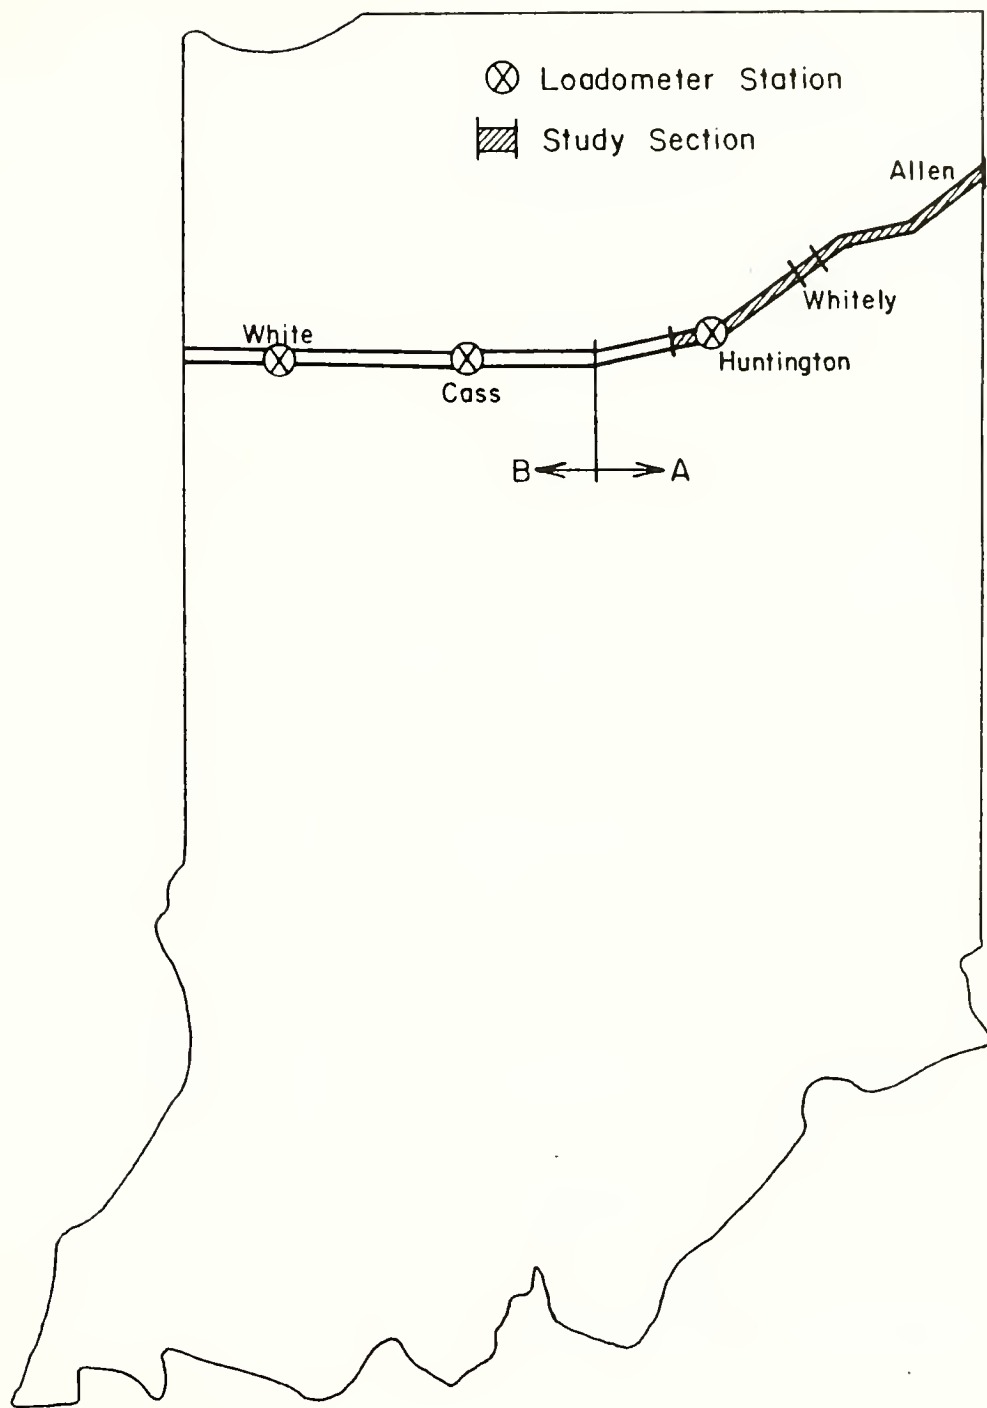 Loadometer Station
Study Section
Allen
Whitely
White
Huntington
Cass
B A